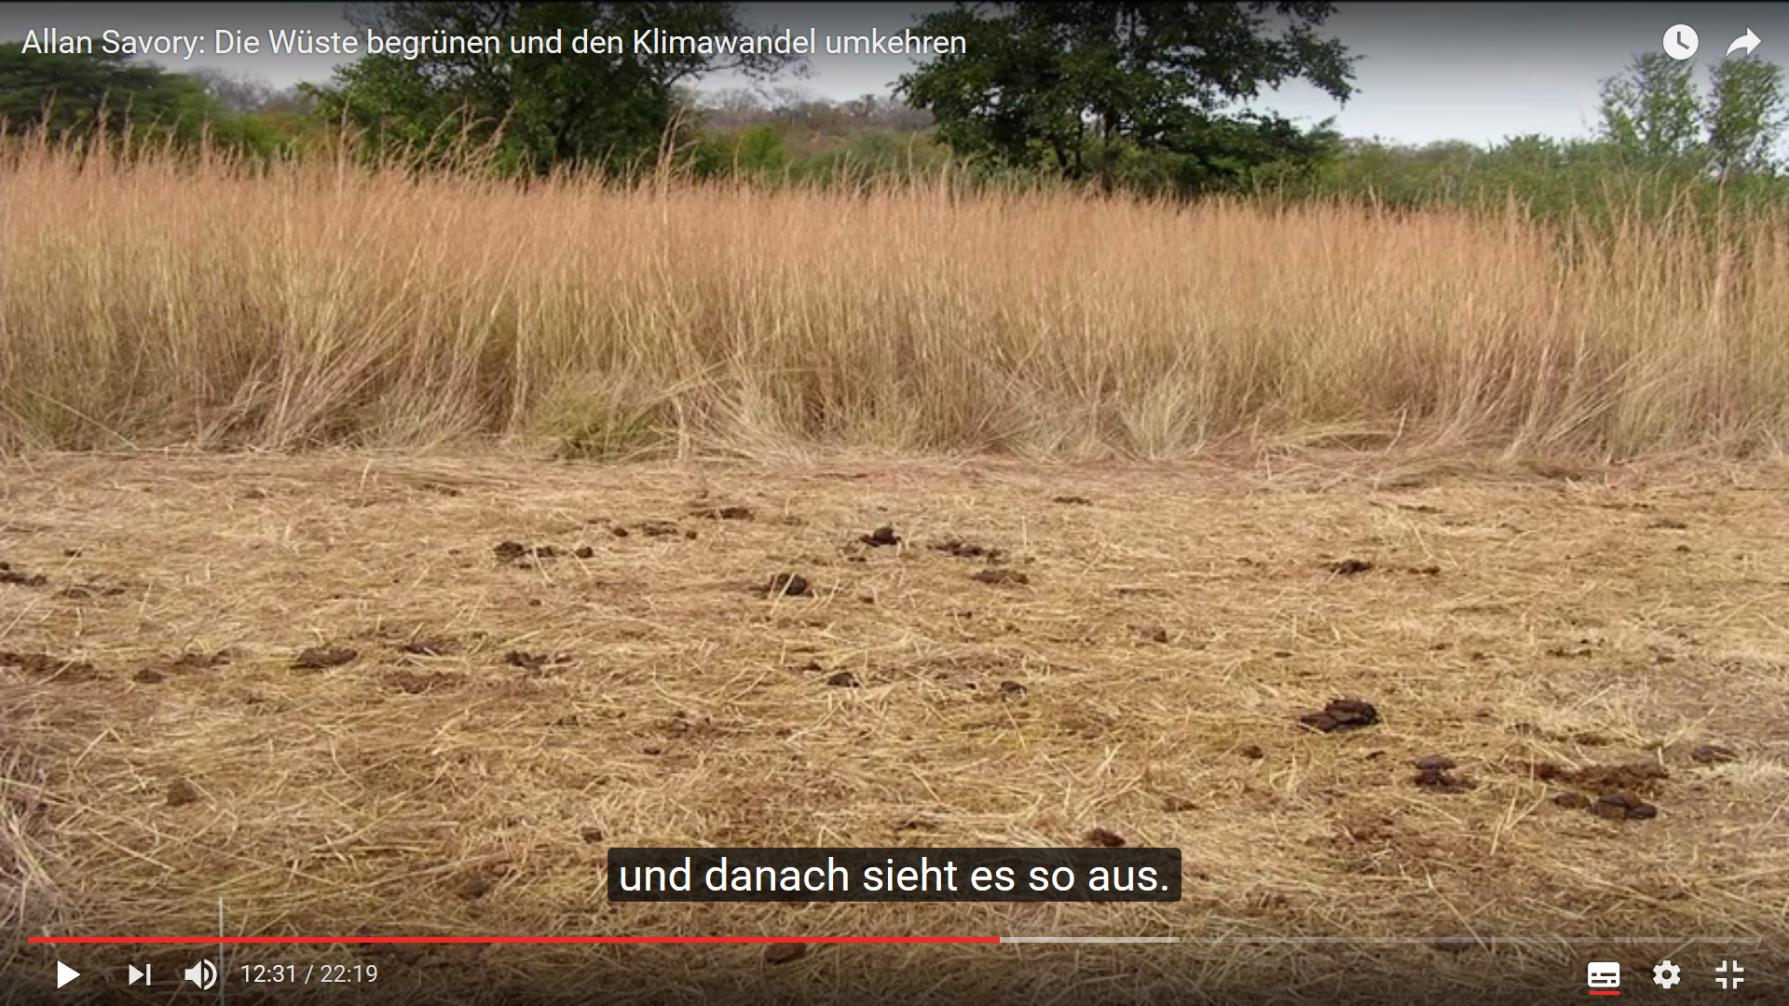 Allan Savory: Die Wüste begrünen und den Klimawandel umkehren
und danach sieht es so aus.
12:31 / 22:19